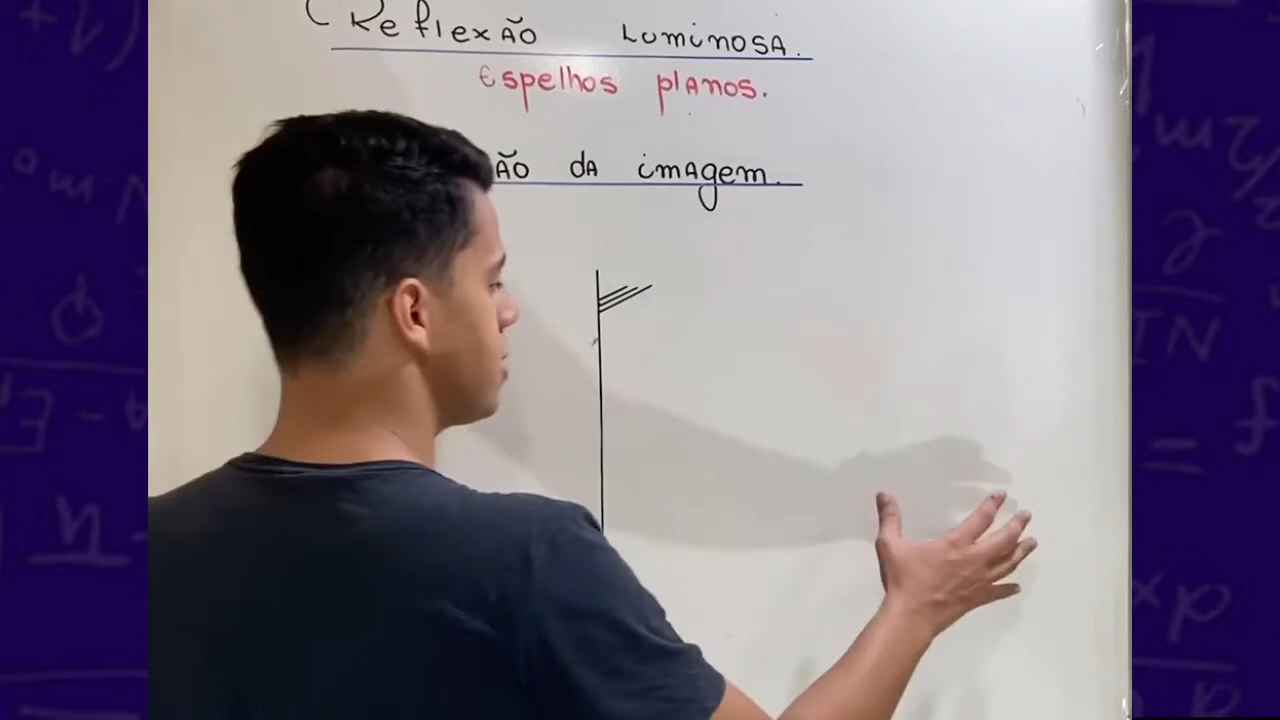 ( Reflexão Luminosa.
Espelhos planos.
ão da imagem.